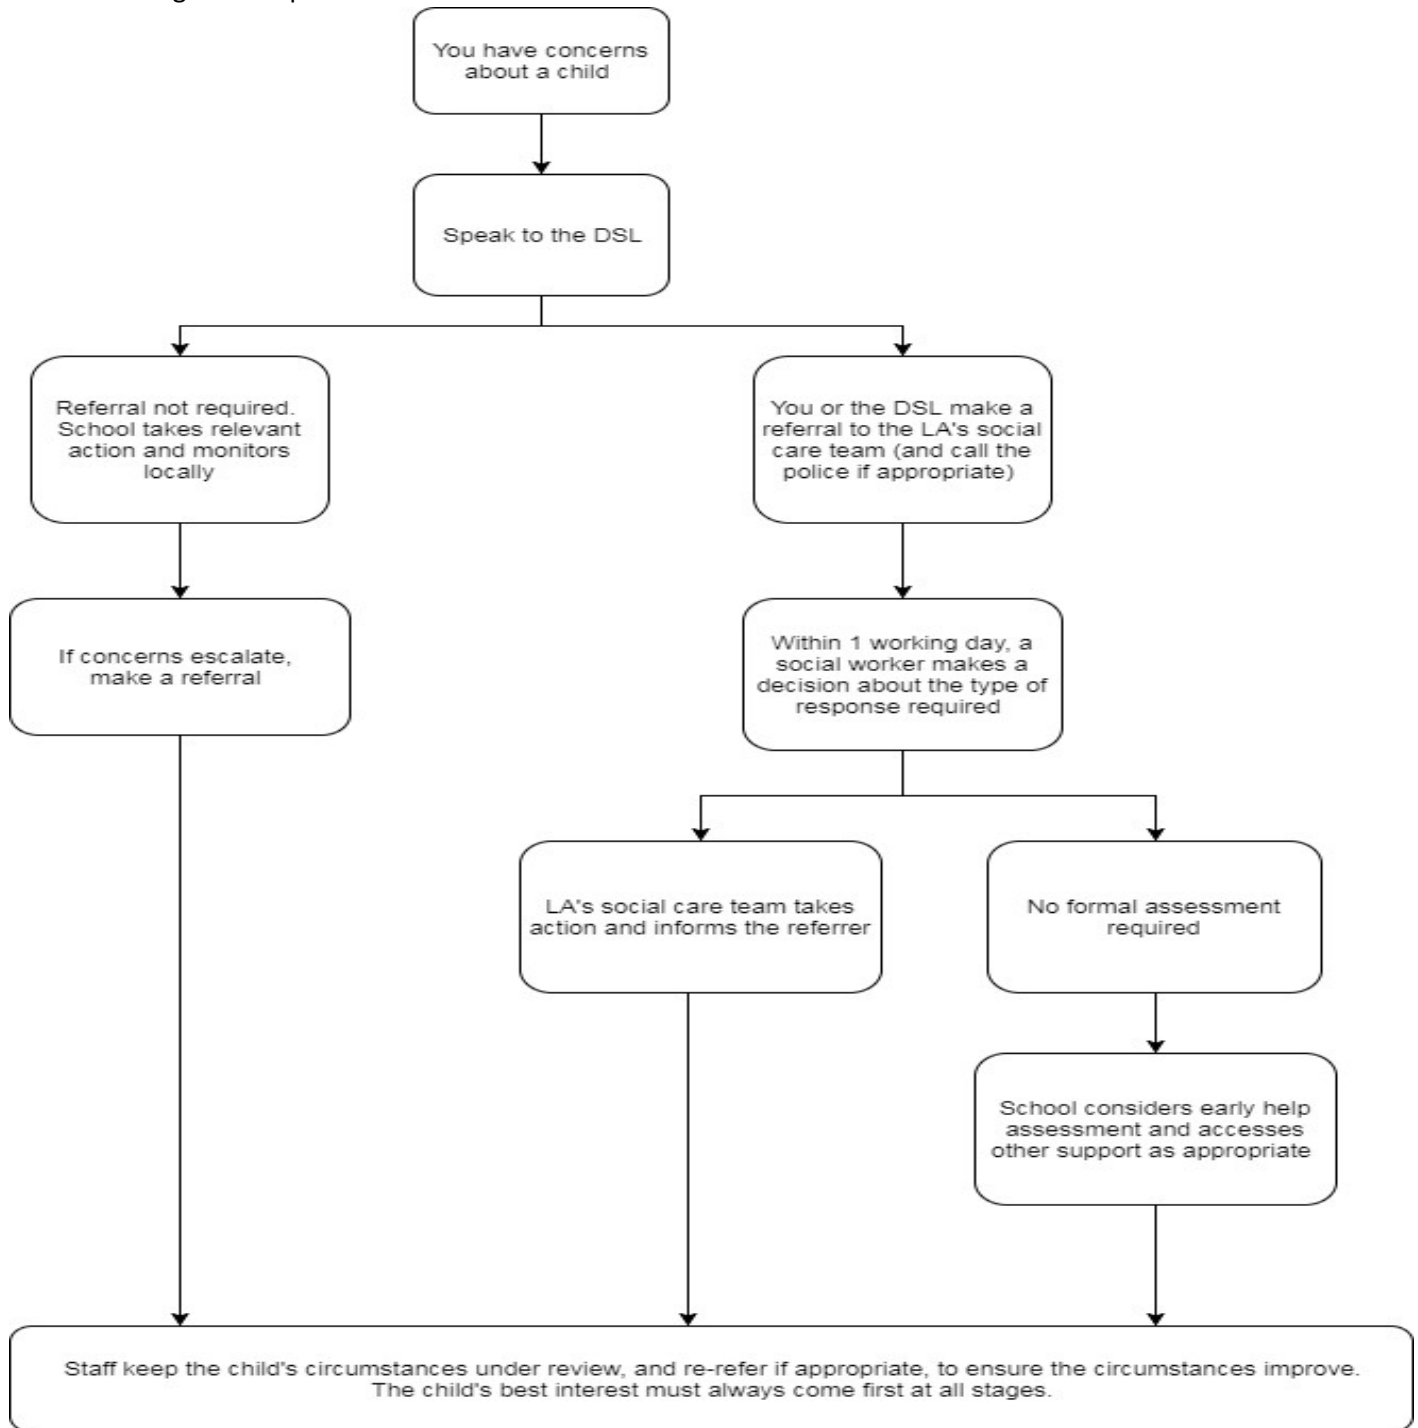 You have concerns
about a child
Speak to the DSL
Referral not required.
School takes relevant
action and monitors
locally
You or the DSL make a
referral to the LA's social
care team (and call the
police if appropriate)
If concerns escalate,
make a referral
Within 1 working day, a
social worker makes a
decision about the type of
response required
LA's social care team takes
action and informs the referrer
No formal assessment
required
School considers early help
assessment and accesses
other support as appropriate
Staff keep the child's circumstances under review, and re-refer if appropriate, to ensure the circumstances improve.
The child's best interest must always come first at all stages.